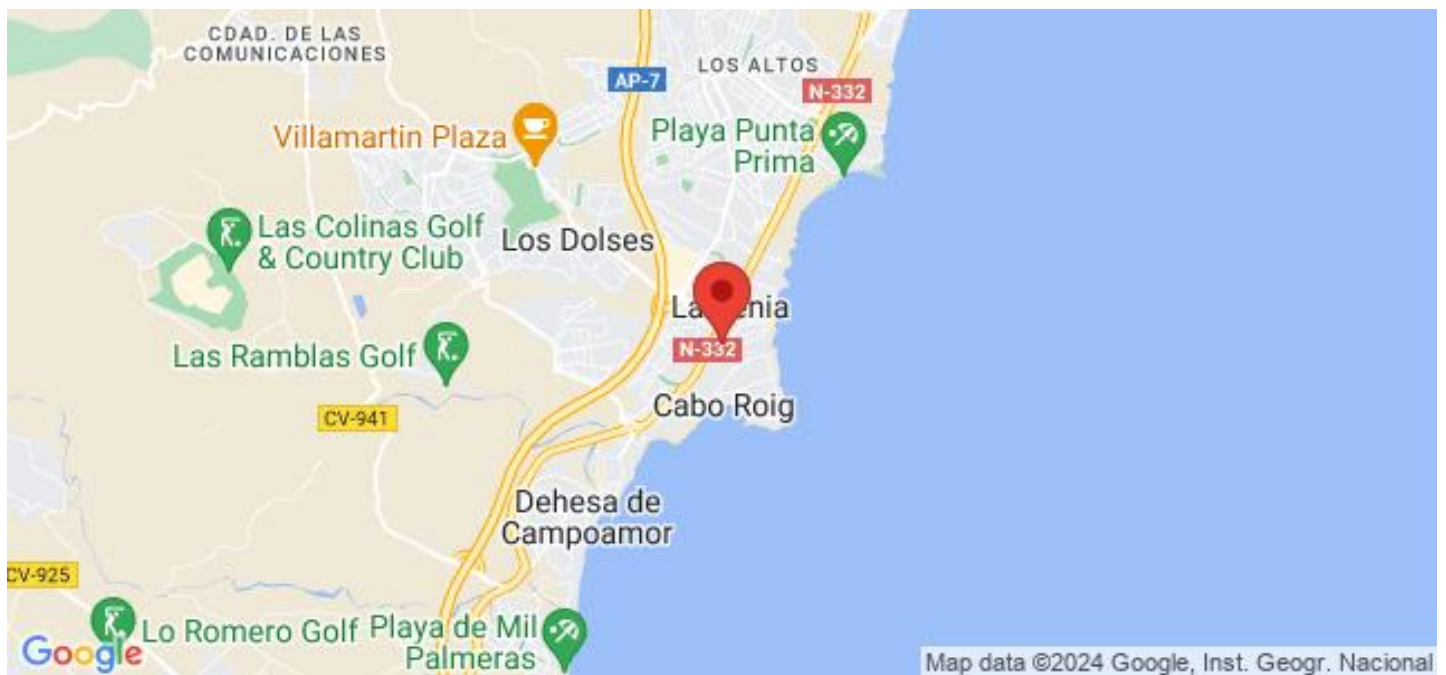 CDAD. DE LAS
COMUNICACIONES
LOS ALTOS
AP-7
N-332
Villamartin Plaza
Playa Punta
Prima
Las Colinas Golf
& Country Club
Los Dolses
N-332
Las Ramblas Golf
Cabo Roig
CV-941
Dehesa de
Campoamor
CV-925
Lo Romero Golf
Playa de Mil
Palmeras
Google
Map data ©2024 Google, Inst. Geogr. Nacional